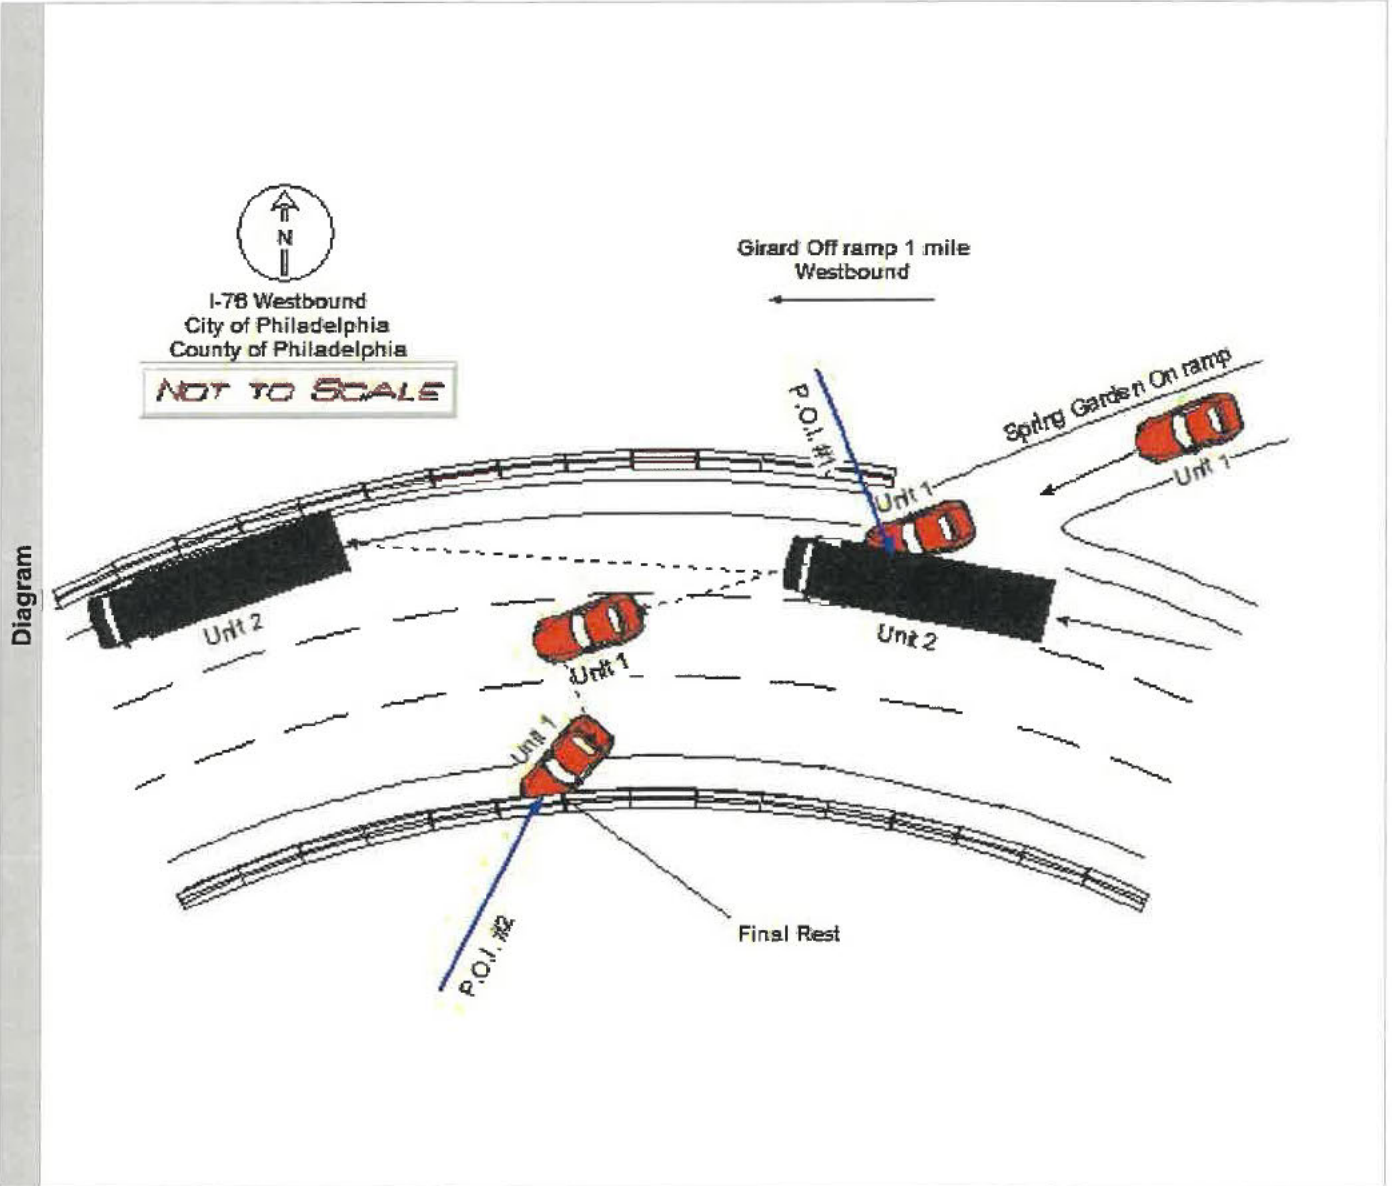 Diagram
N
I-76 Westbound
City of Philadelphia
County of Philadelphia
NOT TO SCALE
Girard Off ramp 1 mile
Westbound
P.O.I. #1
Spring Garden On ramp
Unit 1
Unit 1
Unit 2
Unit 2
Unit 1
Unit 1
P.O.I. #2
Final Rest